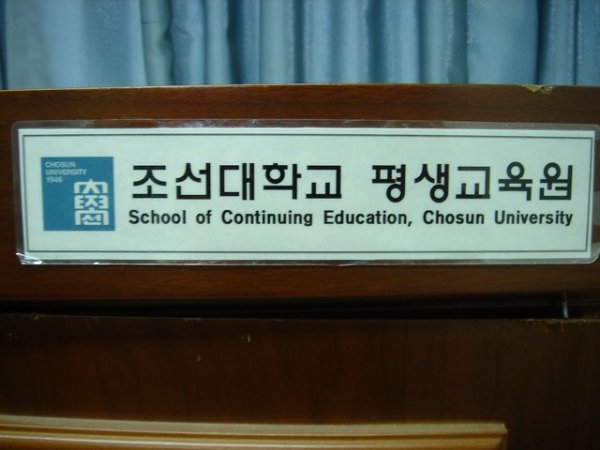 CHOSUN
UNIVERSITY
1946
조선대학교 평생교육원
School of Continuing Education, Chosun University